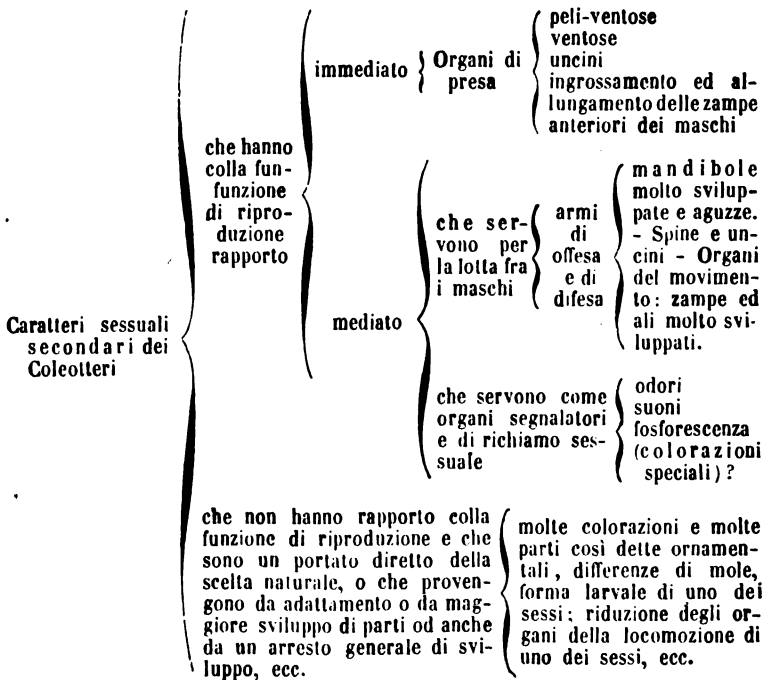 Caratteri sessuali
secondari dei
Coleotteri
che hanno
colla fun-
funzione
di ripro-
duzione
rapporto
immediato
Organi di
presa
peli-ventose
ventose
uncini
ingrossamento ed al-
lungamento delle zampe
anteriori dei maschi
mediato
che ser-
vono per
la lotta fra
i maschi
armi
di
offesa
e di
difesa
mandibole
molto svilup-
pate e aguzze.
- Spine e un-
cini - Organi
del movimen-
to: zampe ed
ali molto svi-
luppati.
che servono come
organi segnalatori
e di richiamo ses-
suale
odori
suoni
fosforescenza
(colorazioni
speciali)?
che non hanno rapporto colla
funzione di riproduzione e che
sono un portato diretto della
scelta naturale, o che proven-
gono da adattamento o da mag-
giore sviluppo di parti od anche
da un arresto generale di svi-
luppo, ecc.
molte colorazioni e molte
parti così dette ornamen-
tali, differenze di mole,
forma larvale di uno dei
sessi; riduzione degli or-
gani della locomozione di
uno dei sessi, ecc.